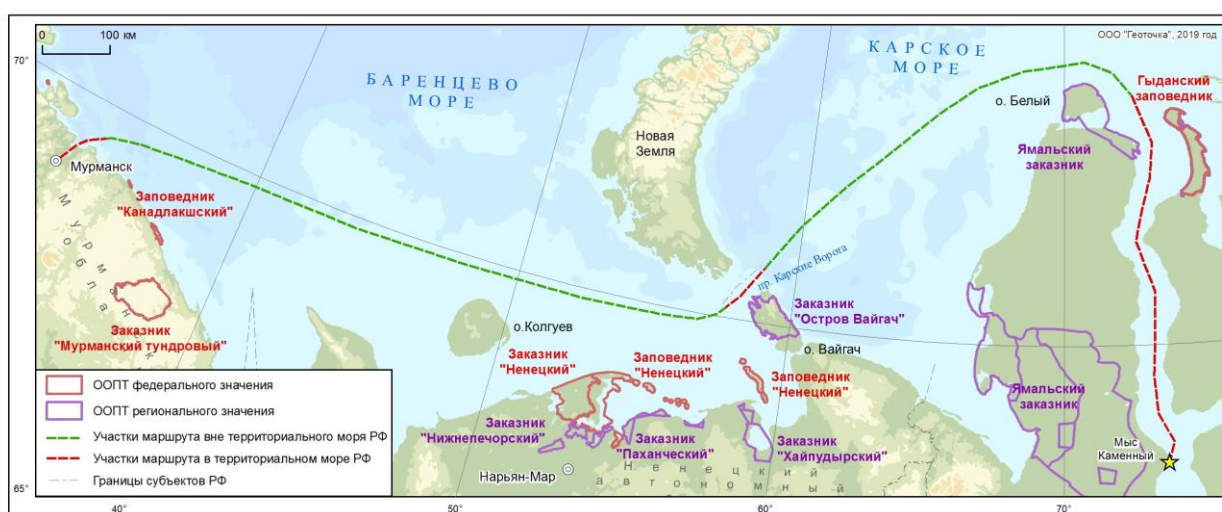 0 100 км
ООО "Геоточка", 2019 год
70°
БАРЕНЦЕВО
МОРЕ
КАРСКОЕ
МОРЕ
Гыданский
заповедник
о. Белый
Новая
Земля
Мурманск
Ямальский
заказник
Заповедник
"Канадлакшский"
Мурманск
обла
пр. Карские Ворота
Заказник
"Остров Вайгач"
о.Колгуев
Заказник
"Мурманский тундровый"
о. Вайгач
Заказник
"Ненецкий"
Заповедник
"Ненецкий"
Заповедник
"Ненецкий"
Ямальский
заказник
ООПТ федерального значения
ООПТ регионального значения
Участки маршрута вне территориального моря РФ
Участки маршрута в территориальном море РФ
Границы субъектов РФ
Заказник
"Нижнепечорский"
Заказник
"Паханческий"
Заказник
"Хайпудырский"
Мыс
Каменный
Нарьян-Мар
Ненецкий
автономный
65°
40°
50°
60°
70°